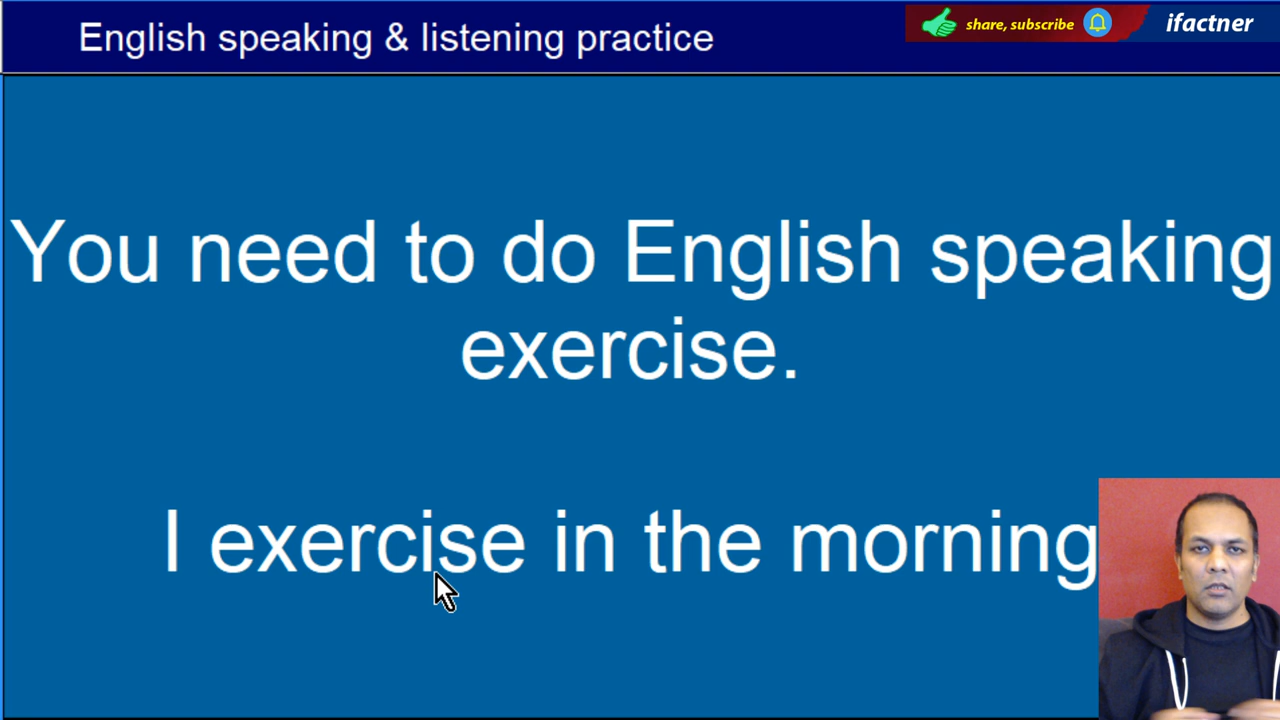 English speaking & listening practice
share, subscribe
ifactner
You need to do English speaking
exercise.
I exercise in the morning